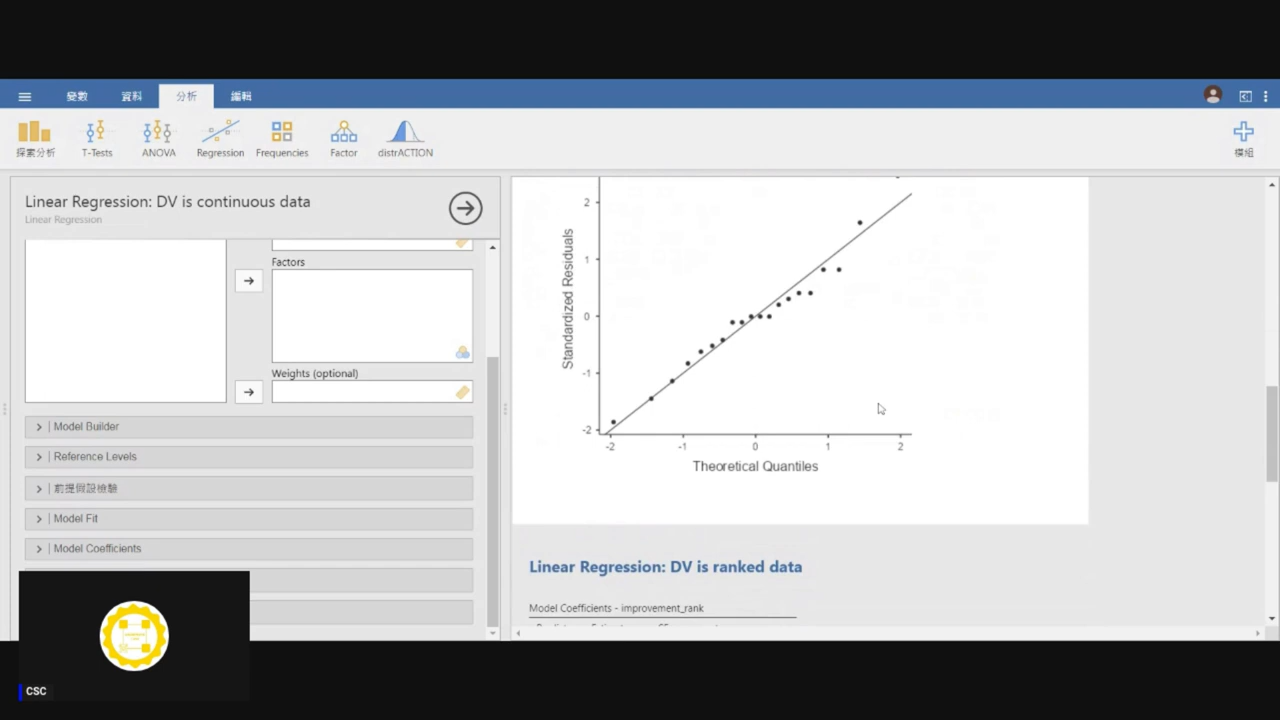 變數
資料
分析
編輯
探索分析
T-Tests
ANOVA
Regression
Frequencies
Factor
distrACTION
模組
Linear Regression: DV is continuous data
Linear Regression
Factors
Weights (optional)
Model Builder
Reference Levels
前提假設檢驗
Model Fit
Model Coefficients
CSC
Standardized Residuals
2
1
0
-1
-2
-2
-1
0
1
2
Theoretical Quantiles
Linear Regression: DV is ranked data
Model Coefficients - improvement_rank